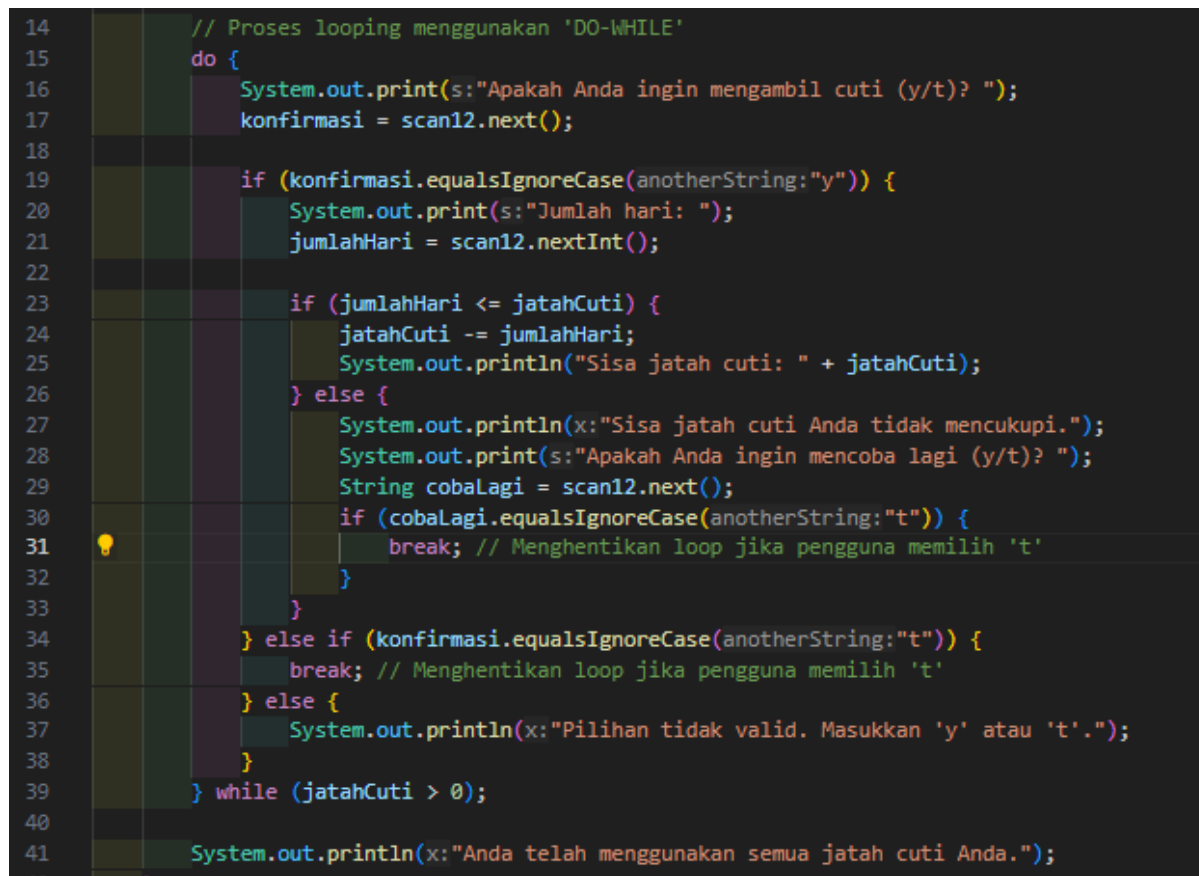 14 // Proses looping menggunakan 'DO-WHILE'
15 do {
16 System.out.print(s:"Apakah Anda ingin mengambil cuti (y/t)? ");
17 konfirmasi = scan12.next();
18
19 if (konfirmasi.equalsIgnoreCase(anotherString:"y")) {
20 System.out.print(s:"Jumlah hari: ");
21 jumlahHari = scan12.nextInt();
22
23 if (jumlahHari <= jatahCuti) {
24 jatahCuti -= jumlahHari;
25 System.out.println("Sisa jatah cuti: " + jatahCuti);
26 } else {
27 System.out.println(x:"Sisa jatah cuti Anda tidak mencukupi.");
28 System.out.print(s:"Apakah Anda ingin mencoba lagi (y/t)? ");
29 String cobaLagi = scan12.next();
30 if (cobaLagi.equalsIgnoreCase(anotherString:"t")) {
31 break; // Menghentikan loop jika pengguna memilih 't'
32 }
33 }
34 } else if (konfirmasi.equalsIgnoreCase(anotherString:"t")) {
35 break; // Menghentikan loop jika pengguna memilih 't'
36 } else {
37 System.out.println(x:"Pilihan tidak valid. Masukkan 'y' atau 't'.");
38 }
39 } while (jatahCuti > 0);
40
41 System.out.println(x:"Anda telah menggunakan semua jatah cuti Anda.");